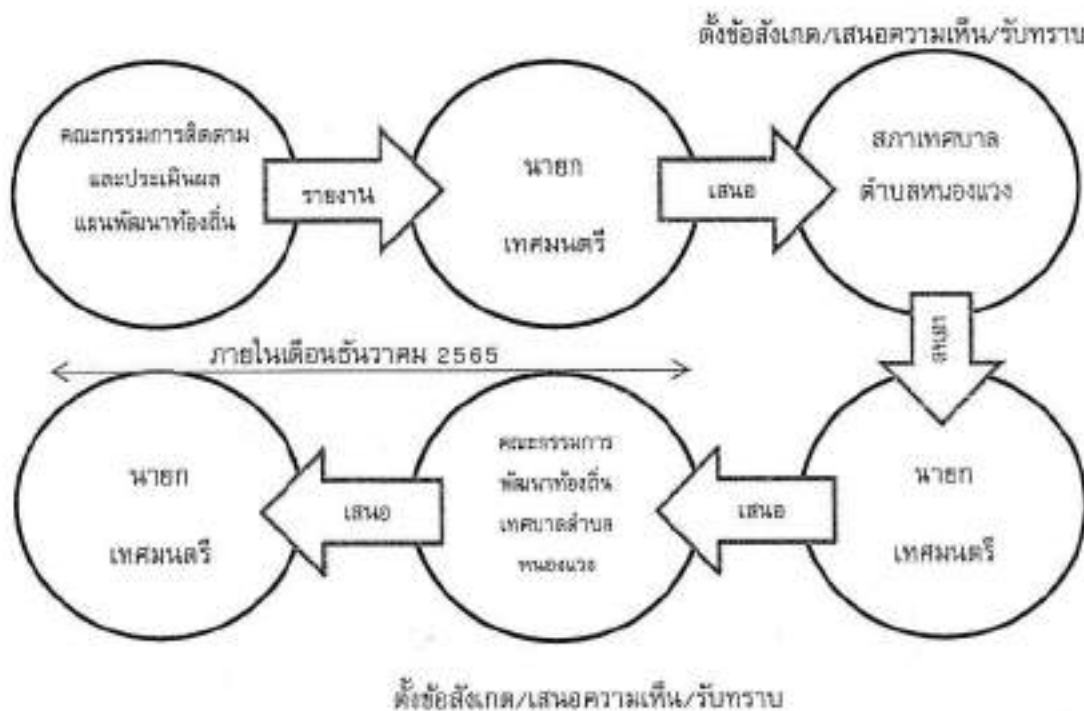 ตั้งข้อสังเกต/เสนอความเห็น/รับทราบ
คณะกรรมการติดตาม
และประเมินผล
แผนพัฒนาท้องถิ่น
รายงาน
นายก
เทศมนตรี
เสนอ
สภาเทศบาล
ตำบลหนองแวง
เสนอ
ภายในเดือนธันวาคม 2565
นายก
เทศมนตรี
เสนอ
คณะกรรมการ
พัฒนาท้องถิ่น
เทศบาลตำบล
หนองแวง
เสนอ
นายก
เทศมนตรี
ตั้งข้อสังเกต/เสนอความเห็น/รับทราบ